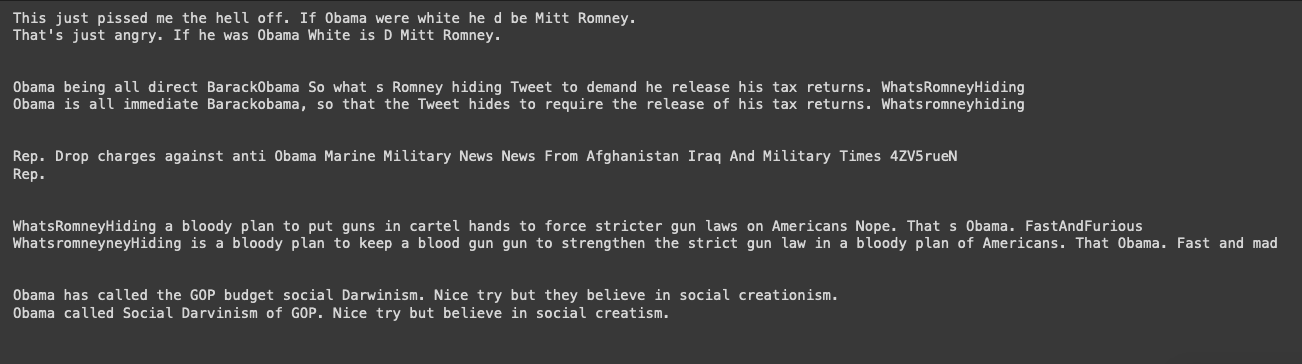 This just pissed me the hell off. If Obama were white he d be Mitt Romney.
That's just angry. If he was Obama White is D Mitt Romney.
Obama being all direct BarackObama So what s Romney hiding Tweet to demand he release his tax returns. WhatsRomneyHiding
Obama is all immediate Barackobama, so that the Tweet hides to require the release of his tax returns. Whatsromneyhiding
Rep. Drop charges against anti Obama Marine Military News News From Afghanistan Iraq And Military Times 4ZV5rueN
Rep.
WhatsRomneyHiding a bloody plan to put guns in cartel hands to force stricter gun laws on Americans Nope. That s Obama. FastAndFurious
WhatsromneyneyHiding is a bloody plan to keep a blood gun gun to strengthen the strict gun law in a bloody plan of Americans. That Obama. Fast and mad
Obama has called the GOP budget social Darwinism. Nice try but they believe in social creationism.
Obama called Social Darvinism of GOP. Nice try but believe in social creatism.